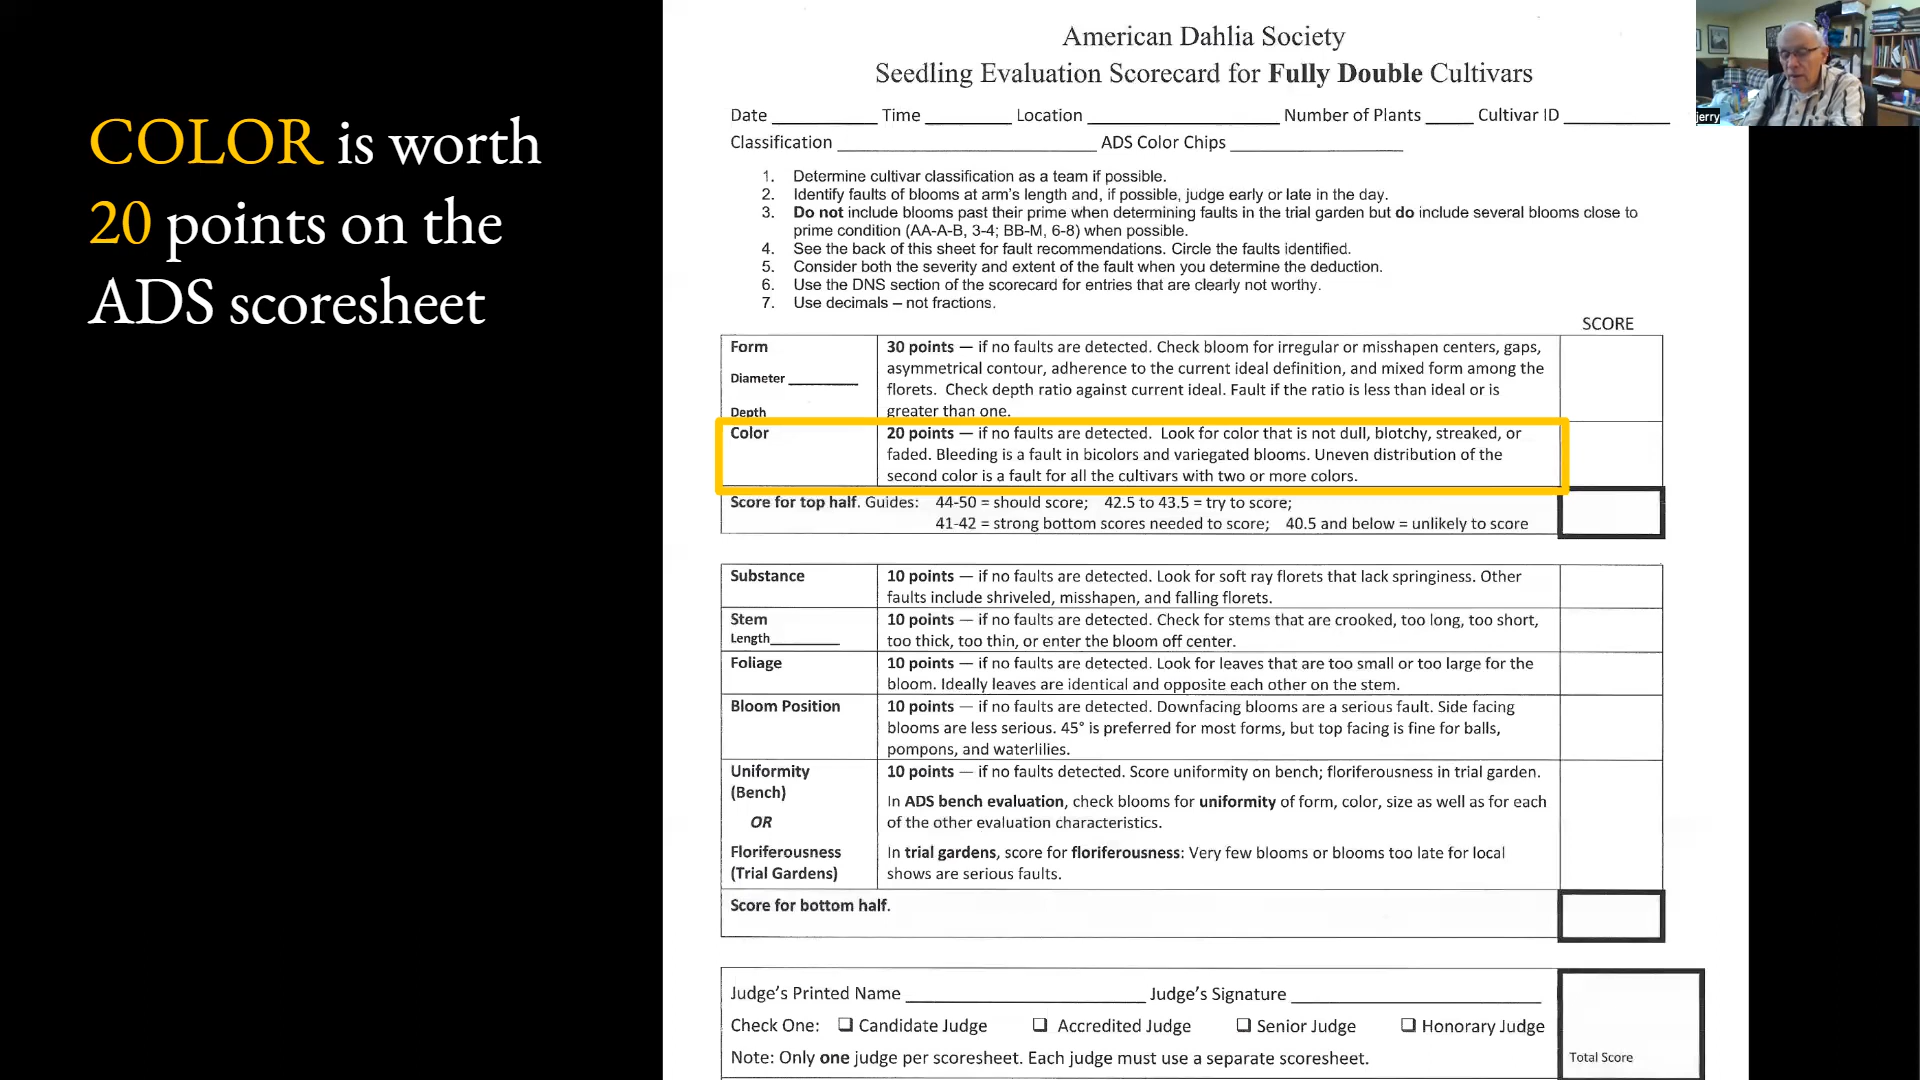 COLOR is worth
20 points on the
ADS scoresheet
American Dahlia Society
Seedling Evaluation Scorecard for Fully Double Cultivars
Date ___________ Time _________ Location ____________________ Number of Plants _____ Cultivar ID ___________
Classification ___________________________ ADS Color Chips __________________
1. Determine cultivar classification as a team if possible.
2. Identify faults of blooms at arm's length and, if possible, judge early or late in the day.
3. Do not include blooms past their prime when determining faults in the trial garden but do include several blooms close to
prime condition (AA-A-B, 3-4; BB-M, 6-8) when possible.
4. See the back of this sheet for fault recommendations. Circle the faults identified.
5. Consider both the severity and extent of the fault when you determine the deduction.
6. Use the DNS section of the scorecard for entries that are clearly not worthy.
7. Use decimals – not fractions.
SCORE
Form
Diameter __________
Depth
30 points — if no faults are detected. Check bloom for irregular or misshapen centers, gaps,
asymmetrical contour, adherence to the current ideal definition, and mixed form among the
florets. Check depth ratio against current ideal. Fault if the ratio is less than ideal or is
greater than one.
Color
20 points — if no faults are detected. Look for color that is not dull, blotchy, streaked, or
faded. Bleeding is a fault in bicolors and variegated blooms. Uneven distribution of the
second color is a fault for all the cultivars with two or more colors.
Score for top half. Guides: 44-50 = should score; 42.5 to 43.5 = try to score;
41-42 = strong bottom scores needed to score; 40.5 and below = unlikely to score
Substance
10 points — if no faults are detected. Look for soft ray florets that lack springiness. Other
faults include shriveled, misshapen, and falling florets.
Stem
Length__________
10 points — if no faults are detected. Check for stems that are crooked, too long, too short,
too thick, too thin, or enter the bloom off center.
Foliage
10 points — if no faults are detected. Look for leaves that are too small or too large for the
bloom. Ideally leaves are identical and opposite each other on the stem.
Bloom Position
10 points — if no faults are detected. Downfacing blooms are a serious fault. Side facing
blooms are less serious. 45° is preferred for most forms, but top facing is fine for balls,
pompons, and waterlilies.
Uniformity
(Bench)
OR
Floriferousness
(Trial Gardens)
10 points — if no faults detected. Score uniformity on bench; floriferousness in trial garden.
In ADS bench evaluation, check blooms for uniformity of form, color, size as well as for each
of the other evaluation characteristics.
In trial gardens, score for floriferousness: Very few blooms or blooms too late for local
shows are serious faults.
Score for bottom half.
Judge's Printed Name _________________________ Judge's Signature __________________________
Check One: ❑ Candidate Judge ❑ Accredited Judge ❑ Senior Judge ❑ Honorary Judge
Note: Only one judge per scoresheet. Each judge must use a separate scoresheet.
Total Score
jerry